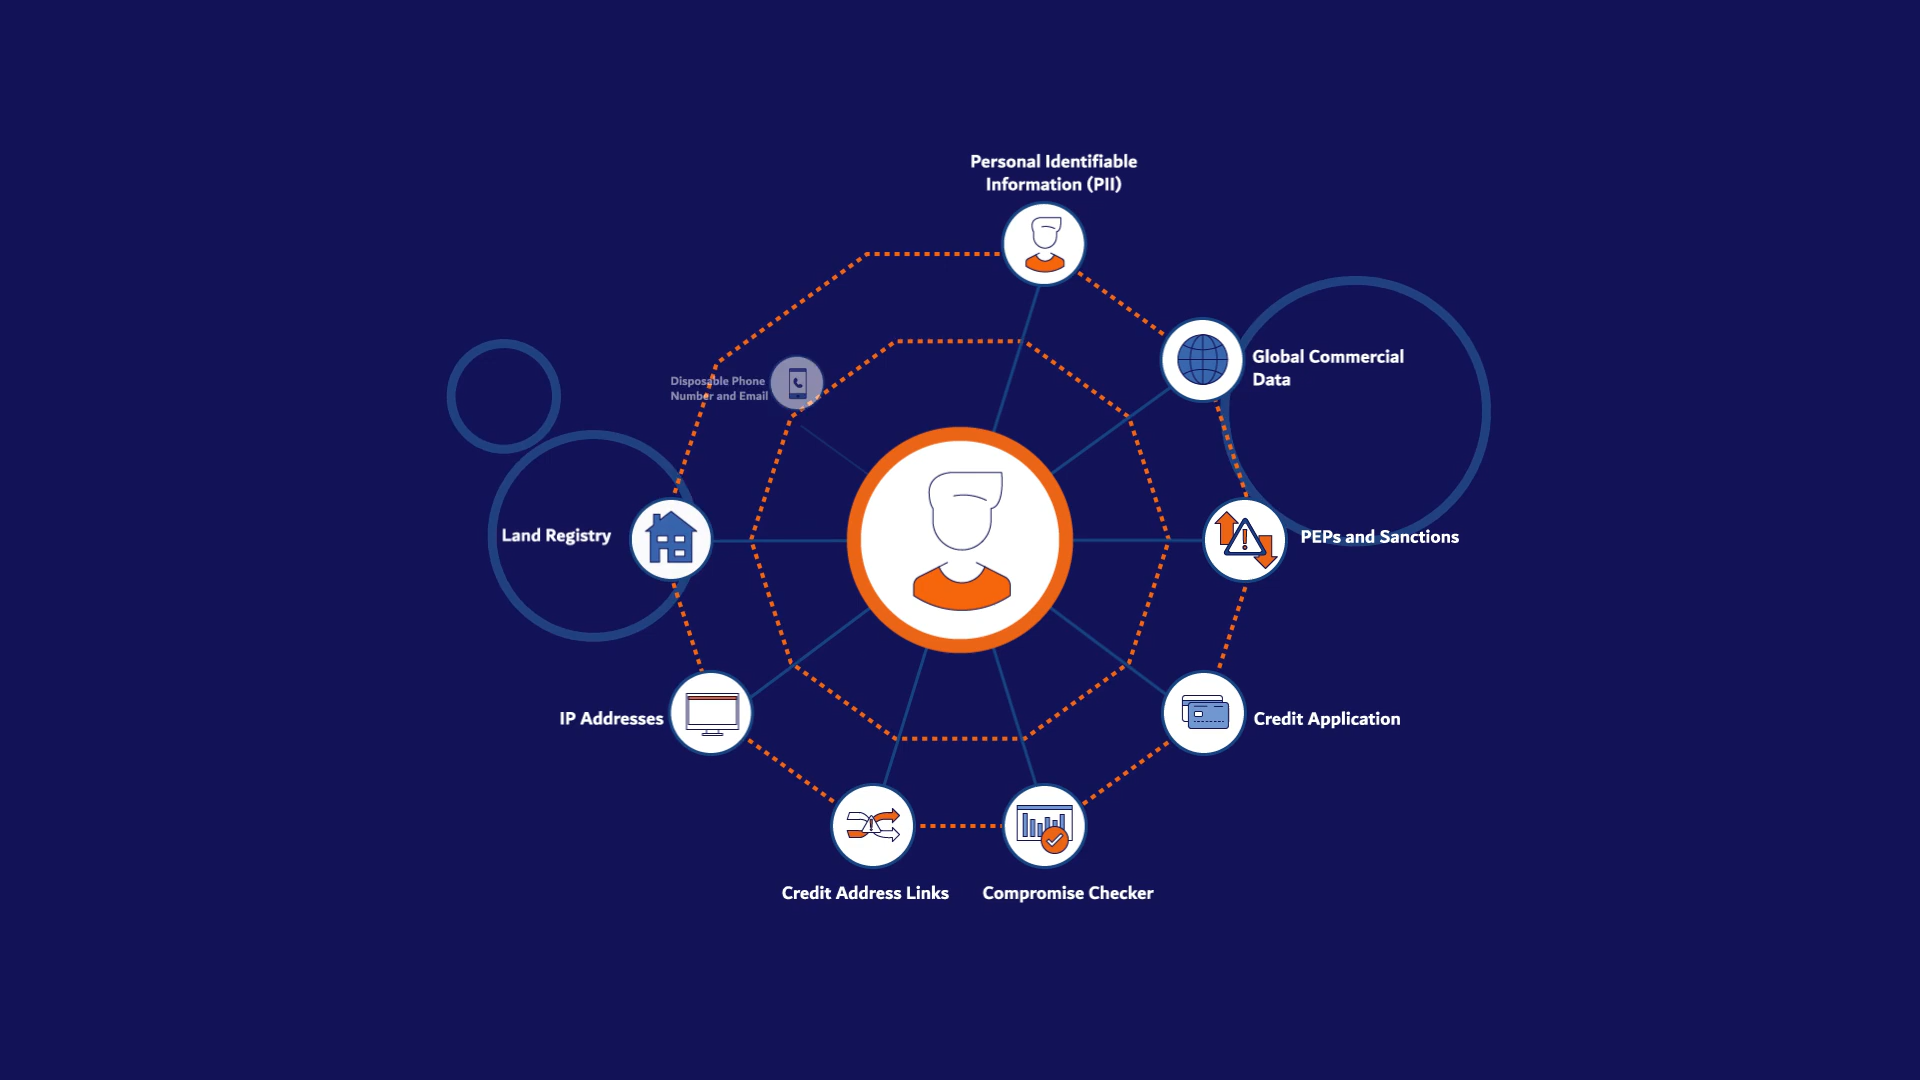 Personal Identifiable
Information (PII)
Global Commercial
Data
Disposable Phone
Number and Email
Land Registry
PEPs and Sanctions
IP Addresses
Credit Application
Credit Address Links
Compromise Checker